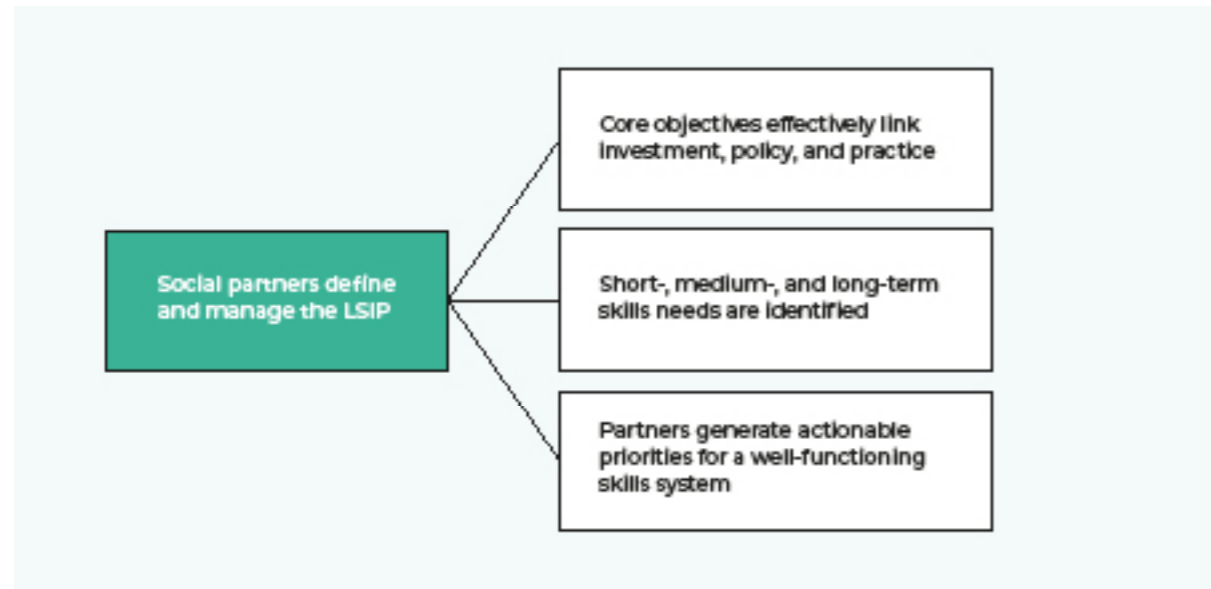 Core objectives effectively link
investment, policy, and practice
Social partners define
and manage the LSIP
Short-, medium-, and long-term
skills needs are identified
Partners generate actionable
priorities for a well-functioning
skills system